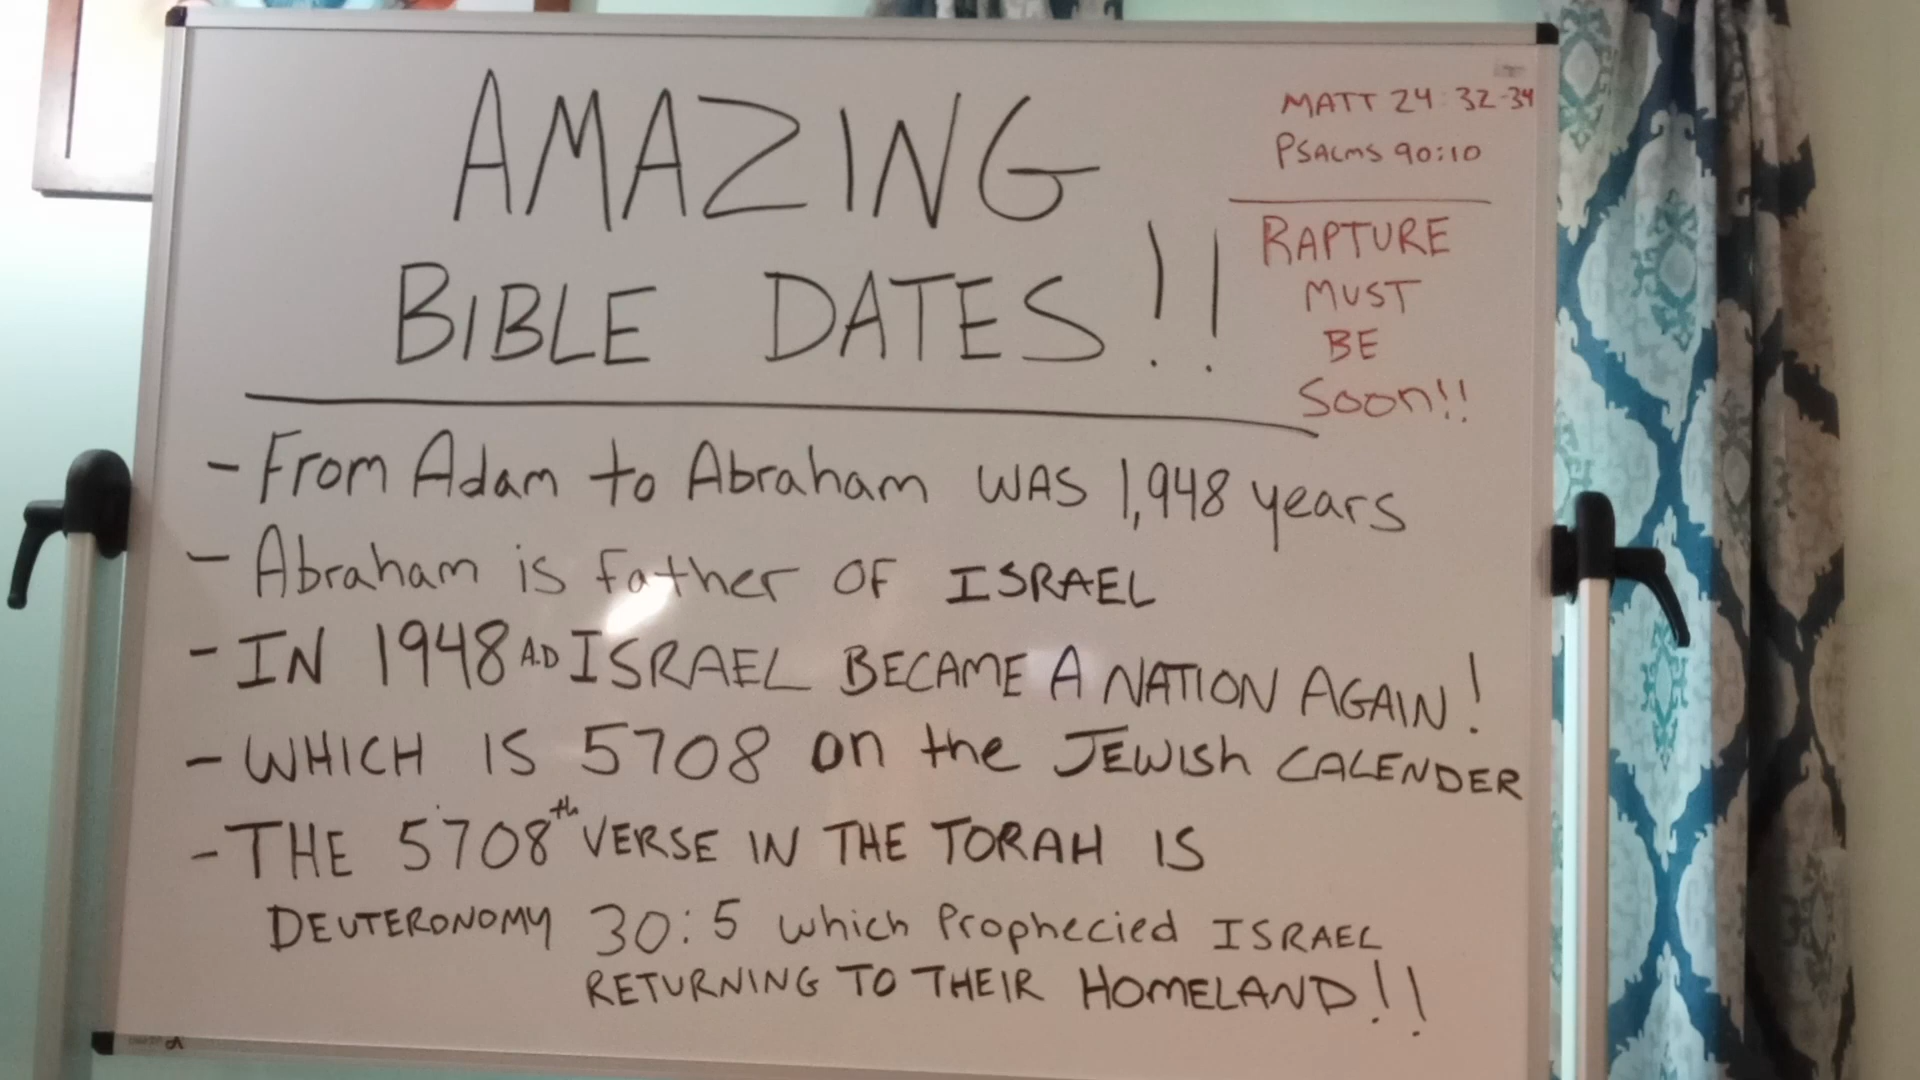 AMAZING
BIBLE DATES!!
MATT 24:32-34
PSALMS 90:10
RAPTURE
MUST
BE
SOON!!
- From Adam to Abraham WAS 1,948 years
- Abraham is father OF ISRAEL
- IN 1948 A.D ISRAEL BECAME A NATION AGAIN!
- WHICH IS 5708 on the JEWISH CALENDER
- THE 5708th VERSE IN THE TORAH IS
DEUTERONOMY 30:5 which Prophecied ISRAEL
RETURNING TO THEIR HOMELAND!!